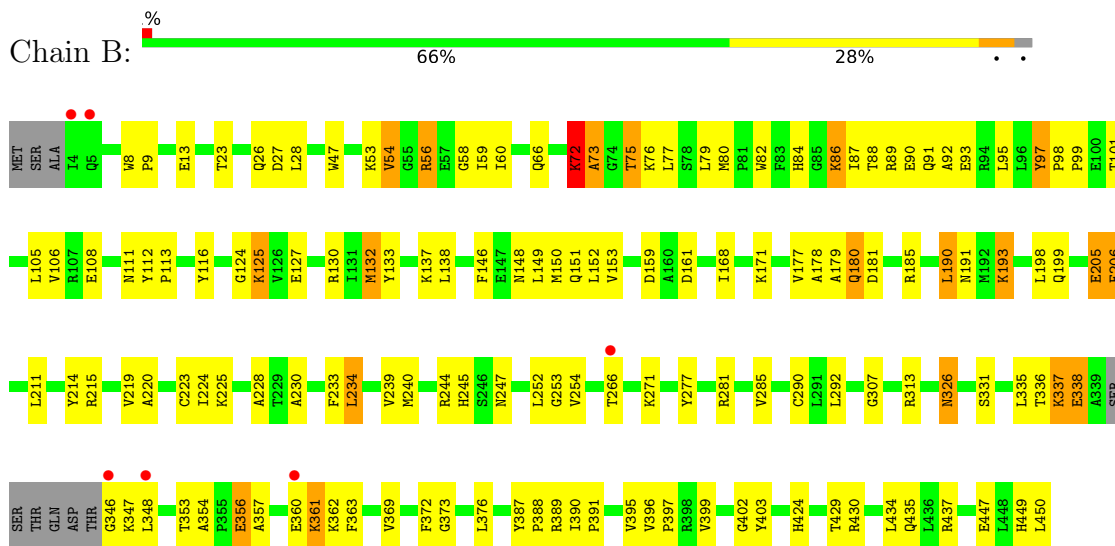 %
Chain B:
66% 28% • •
MET SER ALA I4 Q5 W8 P9 E13 T23 Q26 D27 L28 W47 K53 V54 G55 R56 E57 G58 I59 I60 Q66 K72 A73 G74 T75 K76 L77 S78 L79 M80 P81 W82 F83 H84 G85 K86 I87 T88 R89 E90 Q91 A92 E93 R94 L95 L96 Y97 P98 P99 E100 T101
L105 V106 R107 E108 N111 Y112 P113 Y116 G124 K125 V126 E127 R130 I131 M132 Y133 K137 L138 F146 E147 N148 L149 M150 Q151 L152 V153 D159 A160 D161 I168 K171 V177 A178 A179 Q180 D181 R185 L190 N191 M192 K193 L198 Q199 E205
L211 Y214 R215 V219 A220 C223 I224 K225 A228 T229 A230 F233 L234 V239 M240 R244 H245 S246 N247 L252 G253 V254 T266 K271 Y277 R281 V285 C290 L291 L292 G307 R313 N326 S331 L335 T336 K337 E338 A339 SER
SER THR GLN ASP THR G346 K347 L348 T353 A354 P355 E356 A357 E360 K361 K362 F363 V369 F372 G373 L376 Y387 P388 R389 I390 P391 V395 V396 P397 R398 V399 G402 Y403 H424 T429 R430 L434 Q435 L436 R437 E447 L448 H449 L450